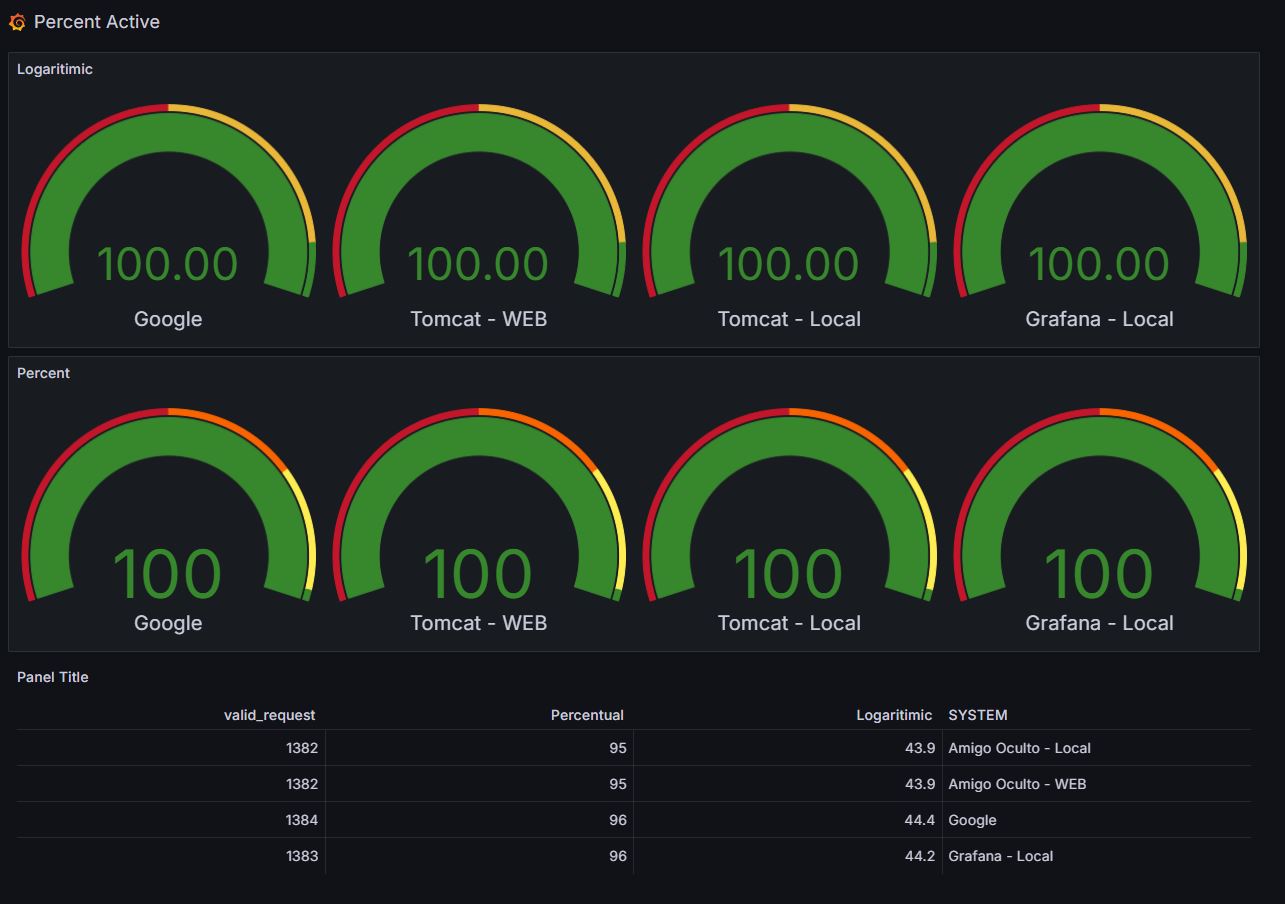 Percent Active
Logaritimic
100.00 100.00 100.00 100.00
Google Tomcat - WEB Tomcat - Local Grafana - Local
Percent
100 100 100 100
Google Tomcat - WEB Tomcat - Local Grafana - Local
Panel Title
valid_request Percentual Logaritimic SYSTEM
1382 95 43.9 Amigo Oculto - Local
1382 95 43.9 Amigo Oculto - WEB
1384 96 44.4 Google
1383 96 44.2 Grafana - Local